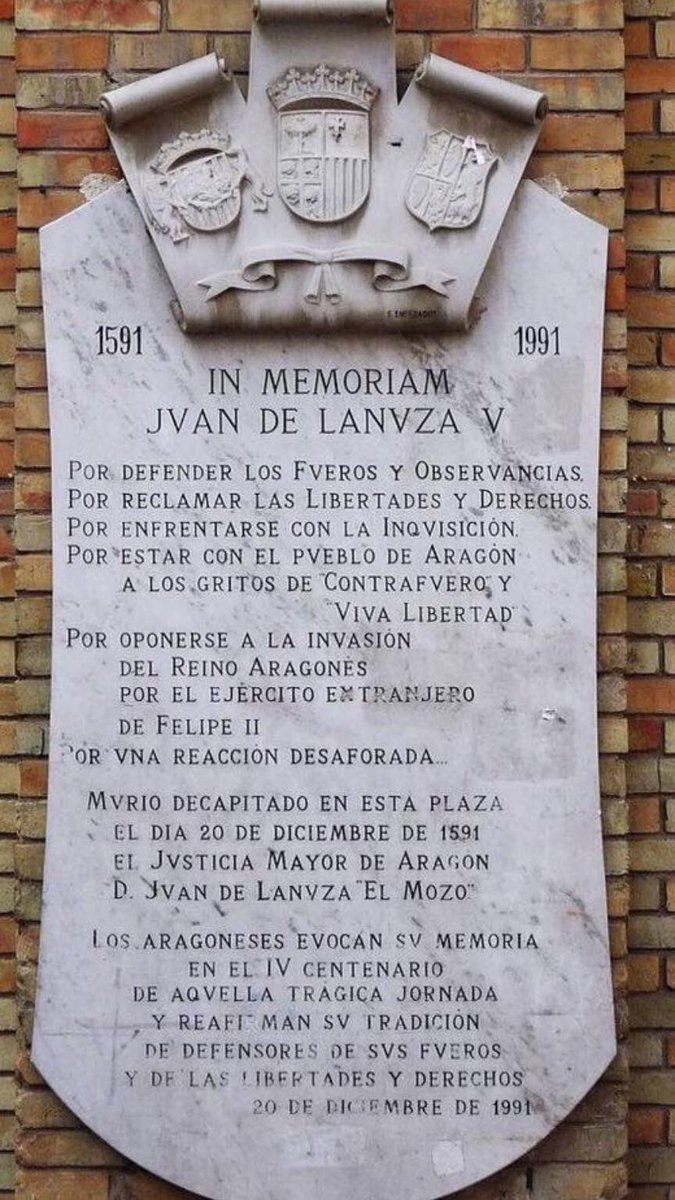 1591
1991
IN MEMORIAM
JVAN DE LANVZA V
POR DEFENDER LOS FVEROS Y OBSERVANCIAS.
POR RECLAMAR LAS LIBERTADES Y DERECHOS.
POR ENFRENTARSE CON LA INQVISICIÓN.
POR ESTAR CON EL PVEBLO DE ARAGÓN
A LOS GRITOS DE "CONTRAFVERO" Y
"VIVA LIBERTAD"
POR OPONERSE A LA INVASIÓN
DEL REINO ARAGONÉS
POR EL EJÉRCITO EXTRANJERO
DE FELIPE II
POR VNA REACCIÓN DESAFORADA...
MVRIO DECAPITADO EN ESTA PLAZA
EL DIA 20 DE DICIEMBRE DE 1591
EL JVSTICIA MAYOR DE ARAGON
D. JVAN DE LANVZA "EL MOZO"
LOS ARAGONESES EVOCAN SV MEMORIA
EN EL IV CENTENARIO
DE AQVELLA TRÁGICA JORNADA
Y REAFIRMAN SV TRADICIÓN
DE DEFENSORES DE SVS FVEROS
Y DE LAS LIBERTADES Y DERECHOS
20 DE DICIEMBRE DE 1991